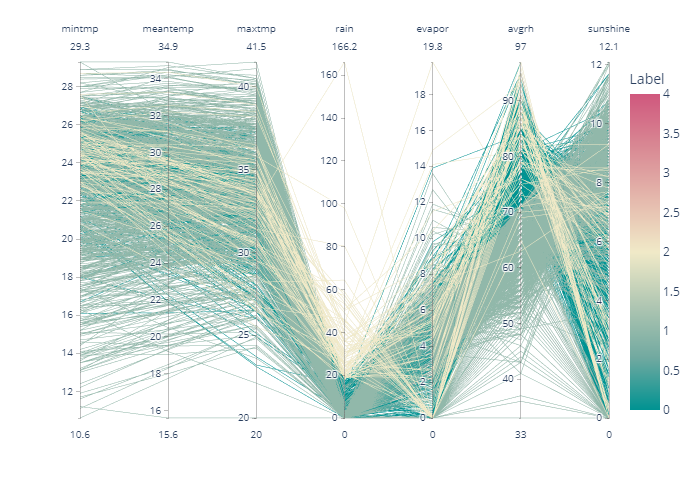 mintmp meantemp maxtmp rain evapor avgrh sunshine
29.3 34.9 41.5 166.2 19.8 97 12.1
28 26 24 22 20 18 16 14 12
34 32 30 28 26 24 22 20 18 16
40 35 30 25 20
160 140 120 100 80 60 40 20 0
18 16 14 12 10 8 6 4 2 0
90 80 70 60 50 40
12 10 8 6 4 2 0
10.6 15.6 20 0 0 33 0
Label
4
3.5
3
2.5
2
1.5
1
0.5
0